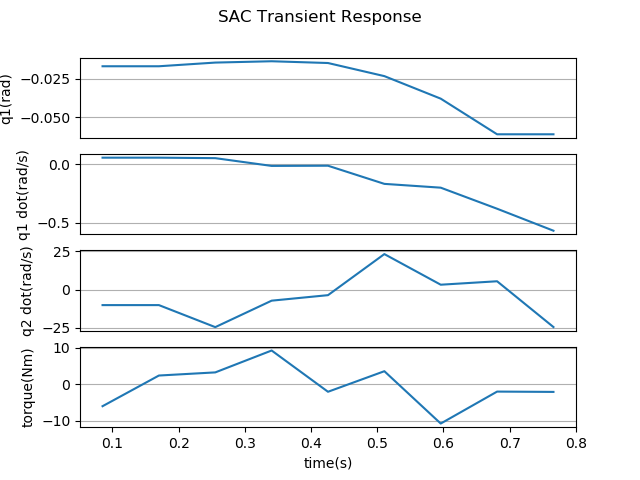 SAC Transient Response
q1(rad)
−0.025
−0.050
q1 dot(rad/s)
0.0
−0.5
q2 dot(rad/s)
25
0
−25
torque(Nm)
10
0
−10
0.1 0.2 0.3 0.4 0.5 0.6 0.7 0.8
time(s)